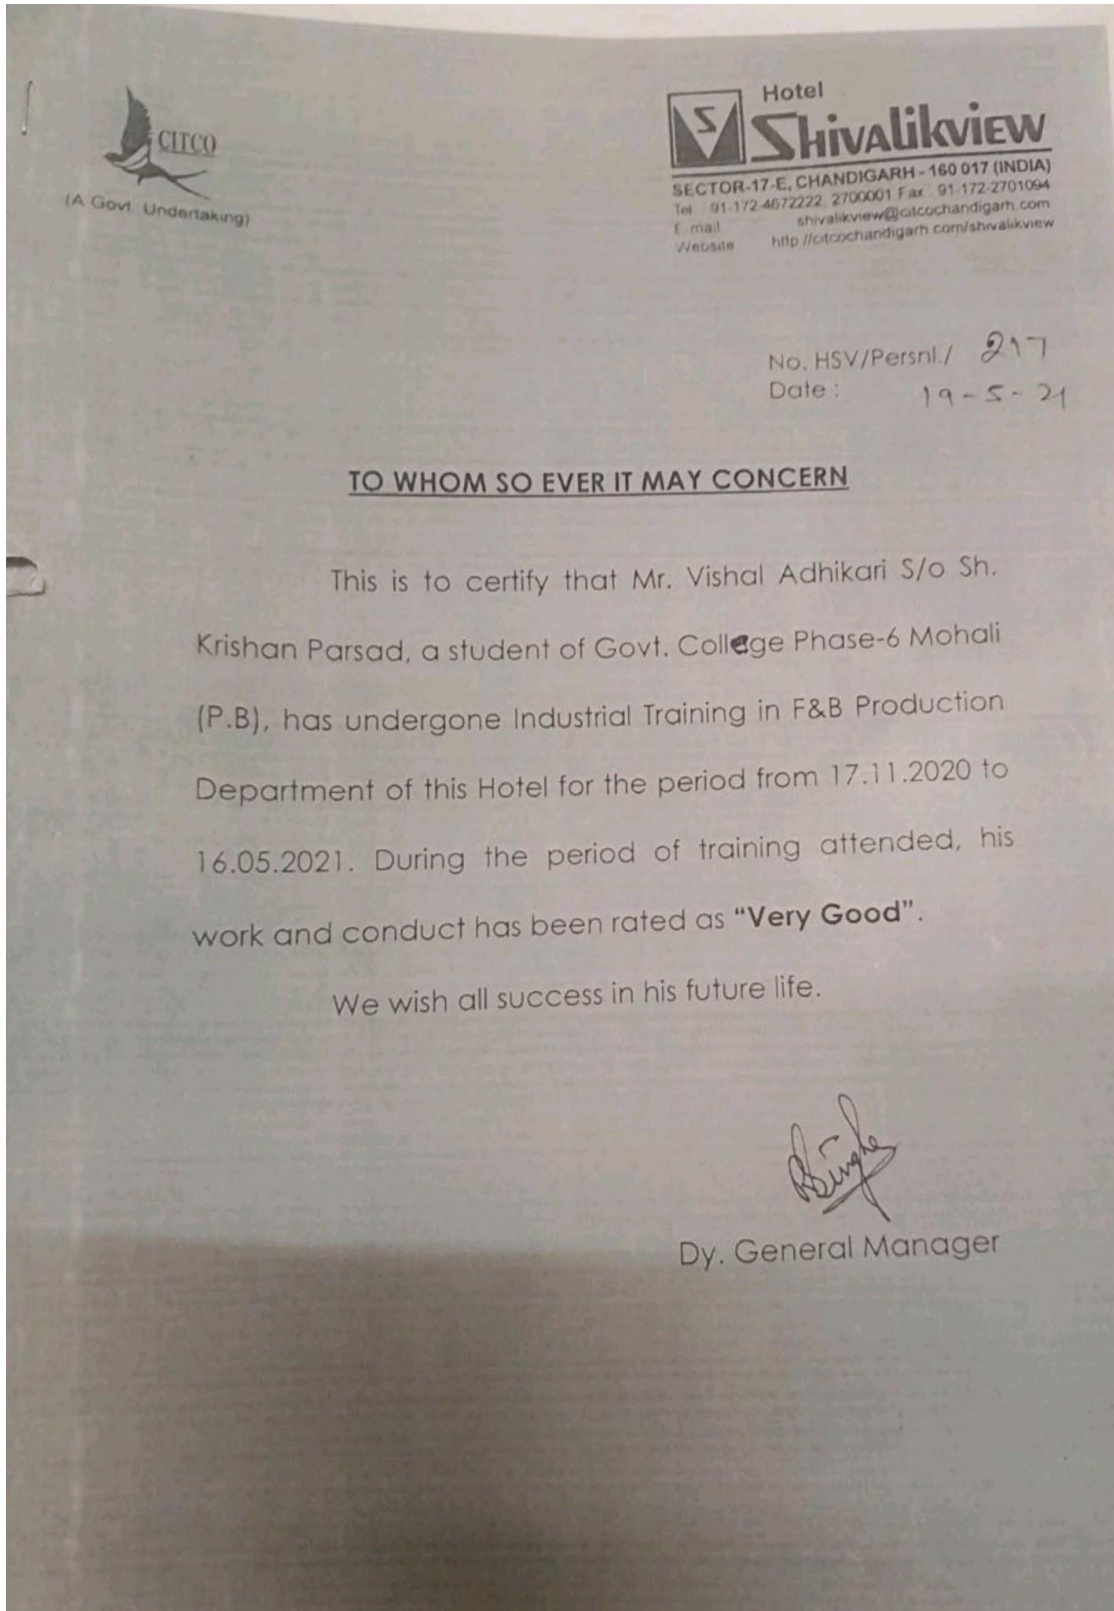 CITCO
(A Govt. Undertaking)
Hotel
ShivalikView
SECTOR-17-E, CHANDIGARH - 160 017 (INDIA)
Tel 91-172-4672222, 2700001 Fax 91-172-2701094
E-mail shivalikview@citcochandigarh.com
Website http://citcochandigarh.com/shivalikview
No. HSV/Persnl./ 217
Date : 19-5-21
TO WHOM SO EVER IT MAY CONCERN
This is to certify that Mr. Vishal Adhikari S/o Sh.
Krishan Parsad, a student of Govt. College Phase-6 Mohali
(P.B), has undergone Industrial Training in F&B Production
Department of this Hotel for the period from 17.11.2020 to
16.05.2021. During the period of training attended, his
work and conduct has been rated as “Very Good”.
We wish all success in his future life.
Dy. General Manager